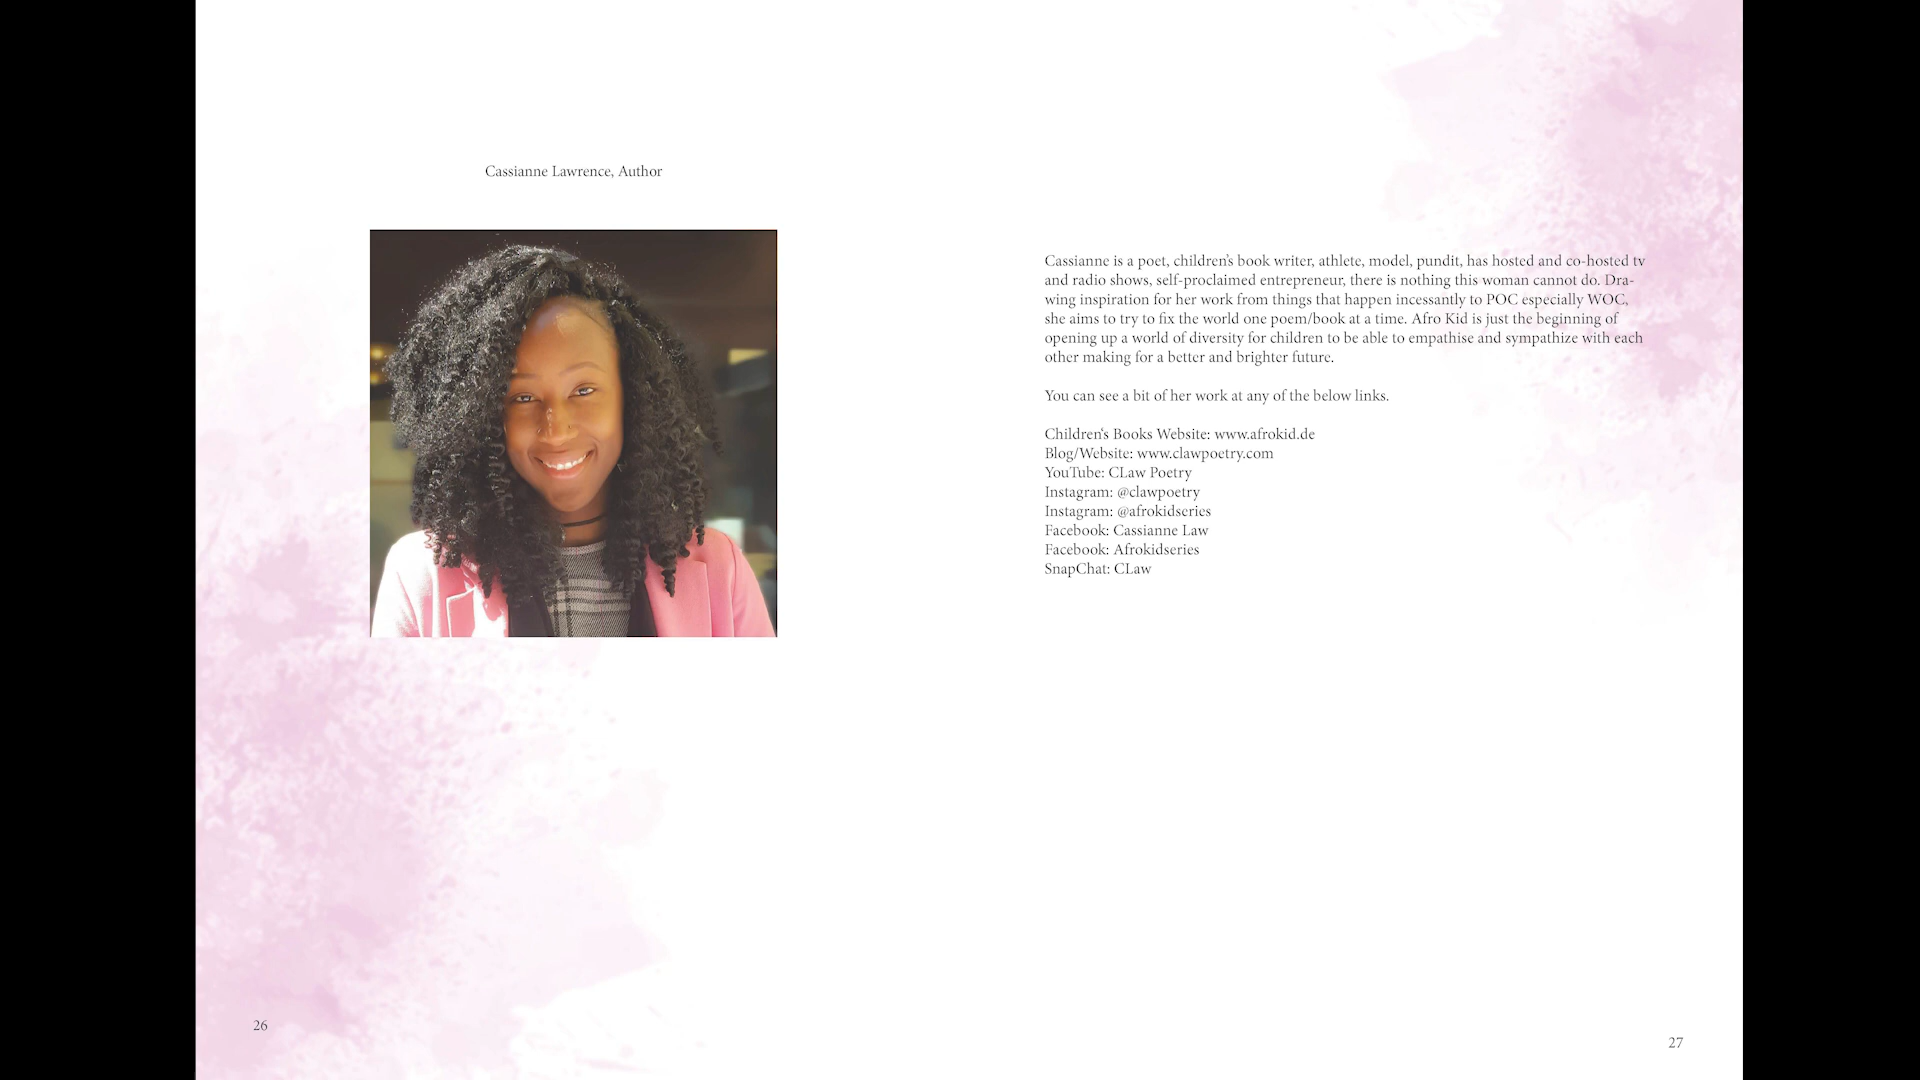 Cassianne Lawrence, Author
Cassianne is a poet, children’s book writer, athlete, model, pundit, has hosted and co-hosted tv
and radio shows, self-proclaimed entrepreneur, there is nothing this woman cannot do. Dra-
wing inspiration for her work from things that happen incessantly to POC especially WOC,
she aims to try to fix the world one poem/book at a time. Afro Kid is just the beginning of
opening up a world of diversity for children to be able to empathise and sympathize with each
other making for a better and brighter future.
You can see a bit of her work at any of the below links.
Children‘s Books Website: www.afrokid.de
Blog/Website: www.clawpoetry.com
YouTube: CLaw Poetry
Instagram: @clawpoetry
Instagram: @afrokidseries
Facebook: Cassianne Law
Facebook: Afrokidseries
SnapChat: CLaw
26
27